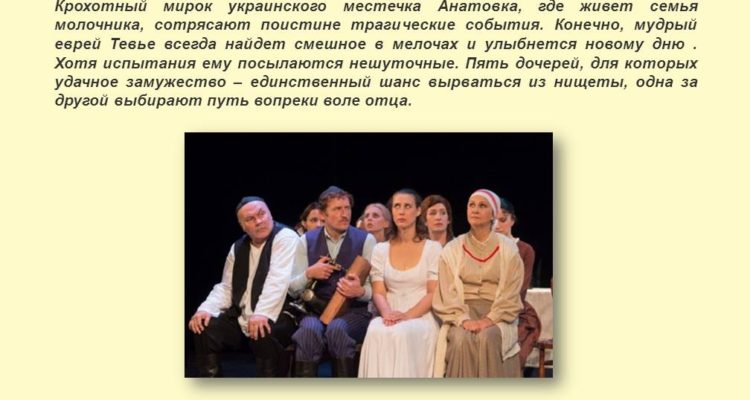 Крохотный мирок украинского местечка Анатовка, где живет семья
молочника, сотрясают поистине трагические события. Конечно, мудрый
еврей Тевье всегда найдет смешное в мелочах и улыбнется новому дню .
Хотя испытания ему посылаются нешуточные. Пять дочерей, для которых
удачное замужество – единственный шанс вырваться из нищеты, одна за
другой выбирают путь вопреки воле отца.